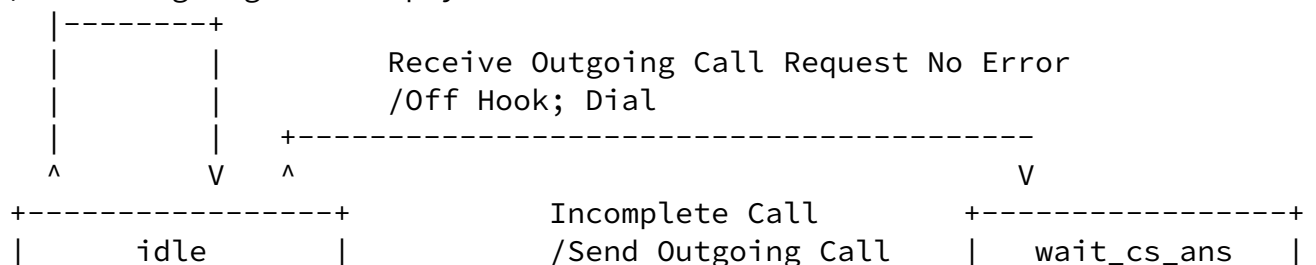 |--------+
| | Receive Outgoing Call Request No Error
| | /Off Hook; Dial
| | +-----------------------------------------
^ V ^ V
+-----------------+ Incomplete Call +-----------------+
| idle | /Send Outgoing Call | wait_cs_ans |